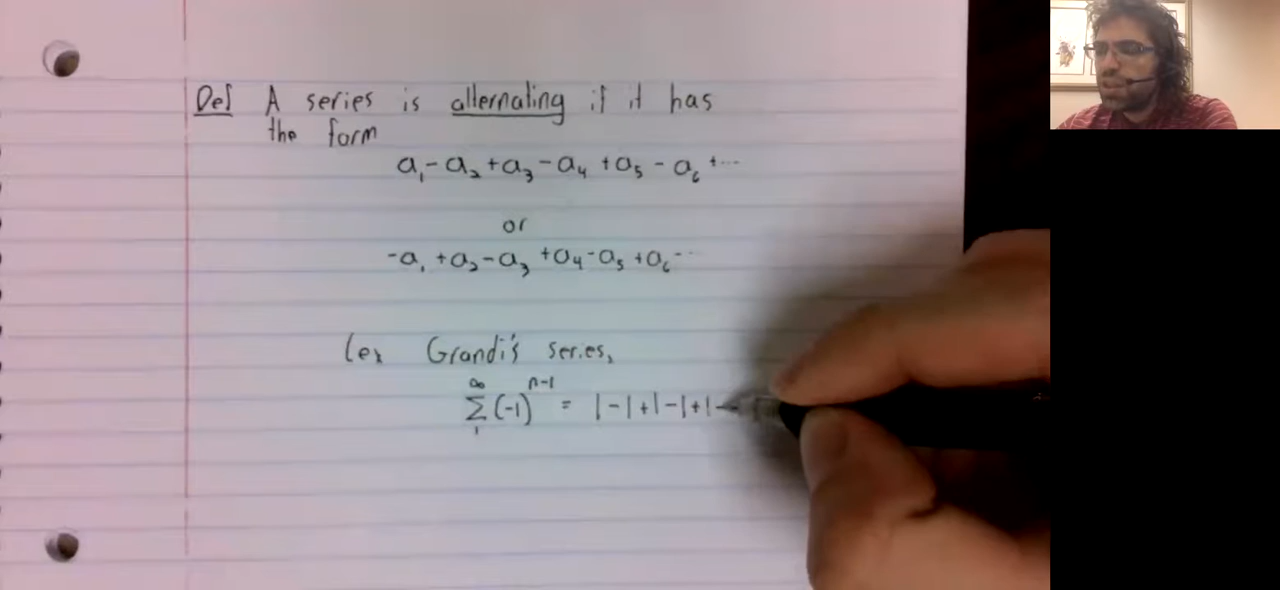 Def A series is alternating if it has
the form
a₁ - a₂ + a₃ - a₄ + a₅ - a₆ + ···
or
-a₁ + a₂ - a₃ + a₄ - a₅ + a₆ - ···
(ex Grandi's series,
∞ n-1
Σ (-1) = 1 - 1 + 1 - 1 + 1 -
1